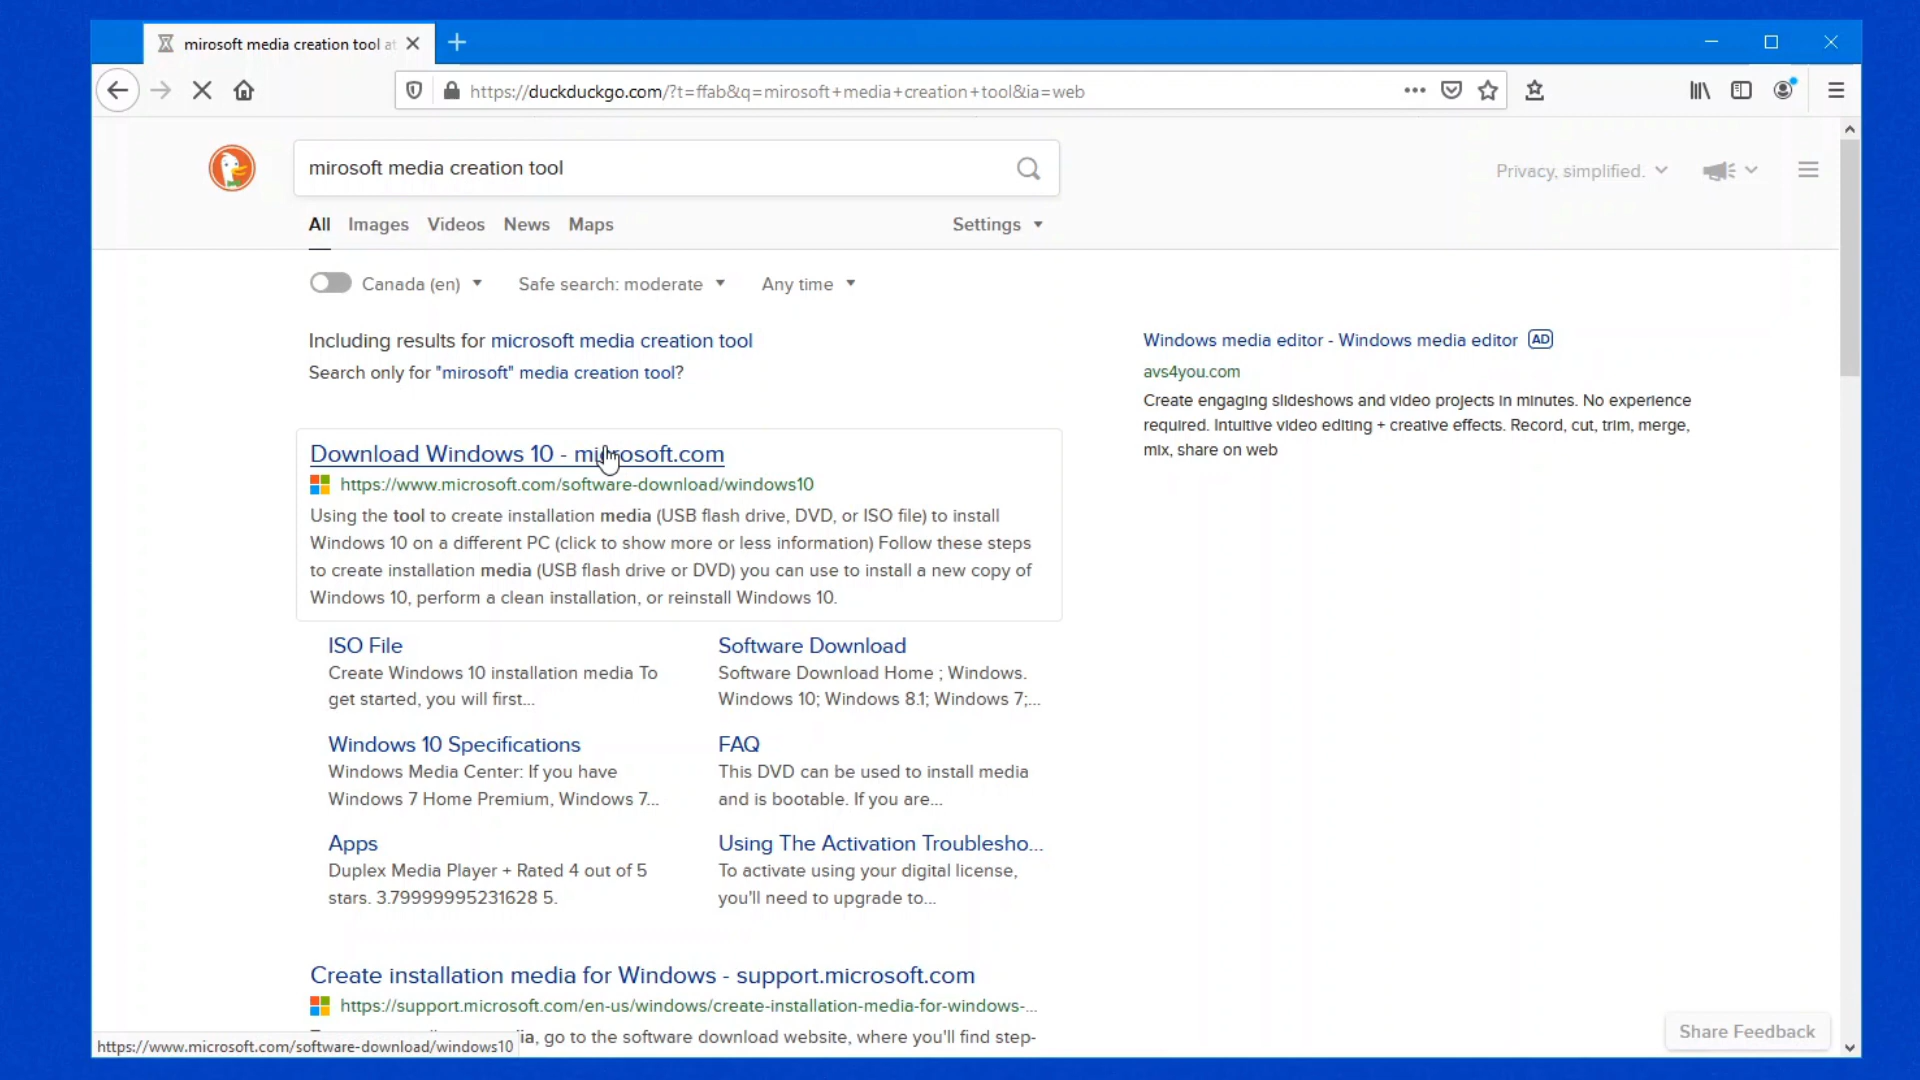 mirosoft media creation tool at
https://duckduckgo.com/?t=ffab&q=mirosoft+media+creation+tool&ia=web
mirosoft media creation tool
Privacy, simplified.
All Images Videos News Maps Settings
Canada (en) Safe search: moderate Any time
Including results for microsoft media creation tool
Search only for "mirosoft" media creation tool?
Windows media editor - Windows media editor AD
avs4you.com
Create engaging slideshows and video projects in minutes. No experience
required. Intuitive video editing + creative effects. Record, cut, trim, merge,
mix, share on web
Download Windows 10 - microsoft.com
https://www.microsoft.com/software-download/windows10
Using the tool to create installation media (USB flash drive, DVD, or ISO file) to install
Windows 10 on a different PC (click to show more or less information) Follow these steps
to create installation media (USB flash drive or DVD) you can use to install a new copy of
Windows 10, perform a clean installation, or reinstall Windows 10.
ISO File
Create Windows 10 installation media To
get started, you will first...
Software Download
Software Download Home ; Windows.
Windows 10; Windows 8.1; Windows 7;...
Windows 10 Specifications
Windows Media Center: If you have
Windows 7 Home Premium, Windows 7...
FAQ
This DVD can be used to install media
and is bootable. If you are...
Apps
Duplex Media Player + Rated 4 out of 5
stars. 3.79999995231628 5.
Using The Activation Troublesho...
To activate using your digital license,
you'll need to upgrade to...
Create installation media for Windows - support.microsoft.com
https://support.microsoft.com/en-us/windows/create-installation-media-for-windows-...
ia, go to the software download website, where you'll find step-
https://www.microsoft.com/software-download/windows10
Share Feedback